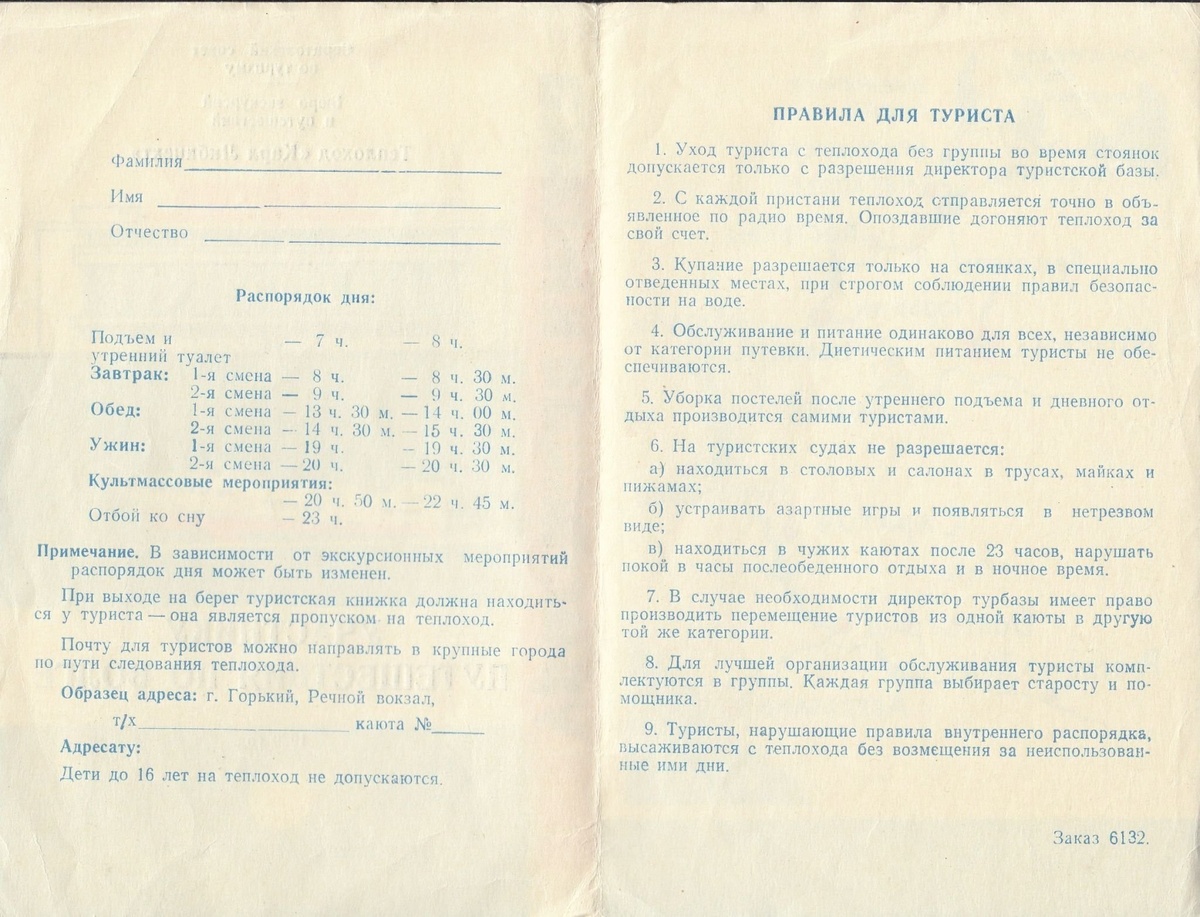 Фамилия
Имя
Отчество
Распорядок дня:
Подъем и — 7 ч. — 8 ч.
утренний туалет
Завтрак: 1-я смена — 8 ч. — 8 ч. 30 м.
2-я смена — 9 ч. — 9 ч. 30 м.
Обед: 1-я смена — 13 ч. 30 м. — 14 ч. 00 м.
2-я смена — 14 ч. 30 м. — 15 ч. 30 м.
Ужин: 1-я смена — 19 ч. — 19 ч. 30 м.
2-я смена — 20 ч. — 20 ч. 30 м.
Культмассовые мероприятия:
— 20 ч. 50 м. — 22 ч. 45 м.
Отбой ко сну — 23 ч.
Примечание. В зависимости от экскурсионных мероприятий
распорядок дня может быть изменен.
При выходе на берег туристская книжка должна находить-
ся у туриста — она является пропуском на теплоход.
Почту для туристов можно направлять в крупные города
по пути следования теплохода.
Образец адреса: г. Горький, Речной вокзал,
т/х каюта №
Адресату:
Дети до 16 лет на теплоход не допускаются.
ПРАВИЛА ДЛЯ ТУРИСТА
1. Уход туриста с теплохода без группы во время стоянок
допускается только с разрешения директора туристской базы.
2. С каждой пристани теплоход отправляется точно в объ-
явленное по радио время. Опоздавшие догоняют теплоход за
свой счет.
3. Купание разрешается только на стоянках, в специально
отведенных местах, при строгом соблюдении правил безопас-
ности на воде.
4. Обслуживание и питание одинаково для всех, независимо
от категории путевки. Диетическим питанием туристы не обе-
спечиваются.
5. Уборка постелей после утреннего подъема и дневного от-
дыха производится самими туристами.
6. На туристских судах не разрешается:
а) находиться в столовых и салонах в трусах, майках и
пижамах;
б) устраивать азартные игры и появляться в нетрезвом
виде;
в) находиться в чужих каютах после 23 часов, нарушать
покой в часы послеобеденного отдыха и в ночное время.
7. В случае необходимости директор турбазы имеет право
производить перемещение туристов из одной каюты в другую
той же категории.
8. Для лучшей организации обслуживания туристы комп-
лектуются в группы. Каждая группа выбирает старосту и по-
мощника.
9. Туристы, нарушающие правила внутреннего распорядка,
высаживаются с теплохода без возмещения за неиспользован-
ные ими дни.
Заказ 6132.